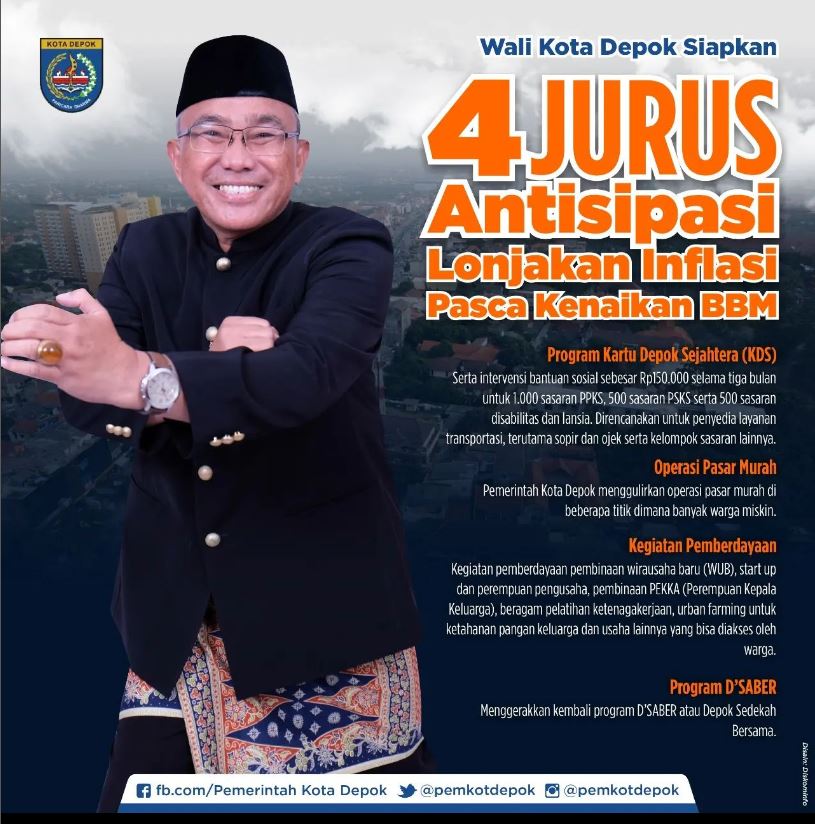 KOTA DEPOK
PARICARA DHARMA
Wali Kota Depok Siapkan
4 JURUS
Antisipasi
Lonjakan Inflasi
Pasca Kenaikan BBM
Program Kartu Depok Sejahtera (KDS)
Serta intervensi bantuan sosial sebesar Rp150.000 selama tiga bulan
untuk 1.000 sasaran PPKS, 500 sasaran PSKS serta 500 sasaran
disabilitas dan lansia. Direncanakan untuk penyedia layanan
transportasi, terutama sopir dan ojek serta kelompok sasaran lainnya.
Operasi Pasar Murah
Pemerintah Kota Depok menggulirkan operasi pasar murah di
beberapa titik dimana banyak warga miskin.
Kegiatan Pemberdayaan
Kegiatan pemberdayaan pembinaan wirausaha baru (WUB), start up
dan perempuan pengusaha, pembinaan PEKKA (Perempuan Kepala
Keluarga), beragam pelatihan ketenagakerjaan, urban farming untuk
ketahanan pangan keluarga dan usaha lainnya yang bisa diakses oleh
warga.
Program D'SABER
Menggerakkan kembali program D'SABER atau Depok Sedekah
Bersama.
Disain: Diskominfo
fb.com/Pemerintah Kota Depok @pemkotdepok @pemkotdepok